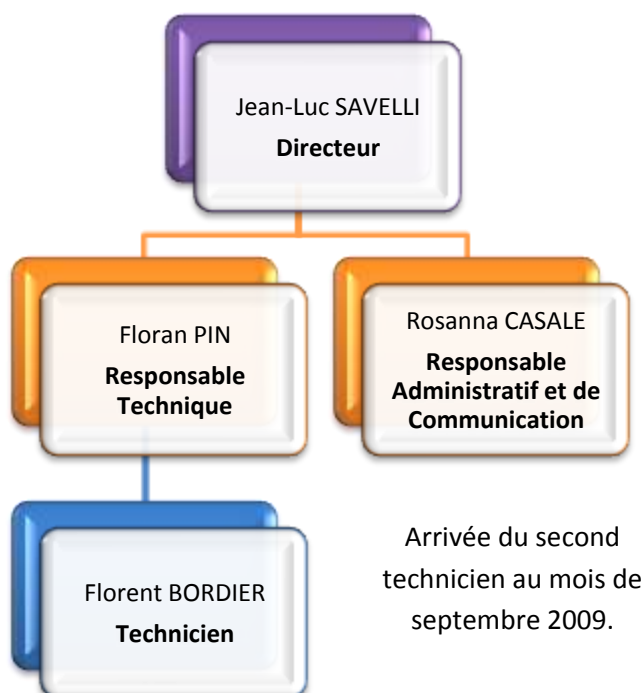 Jean-Luc SAVELLI
Directeur
Floran PIN
Responsable
Technique
Rosanna CASALE
Responsable
Administratif et de
Communication
Florent BORDIER
Technicien
Arrivée du second
technicien au mois de
septembre 2009.